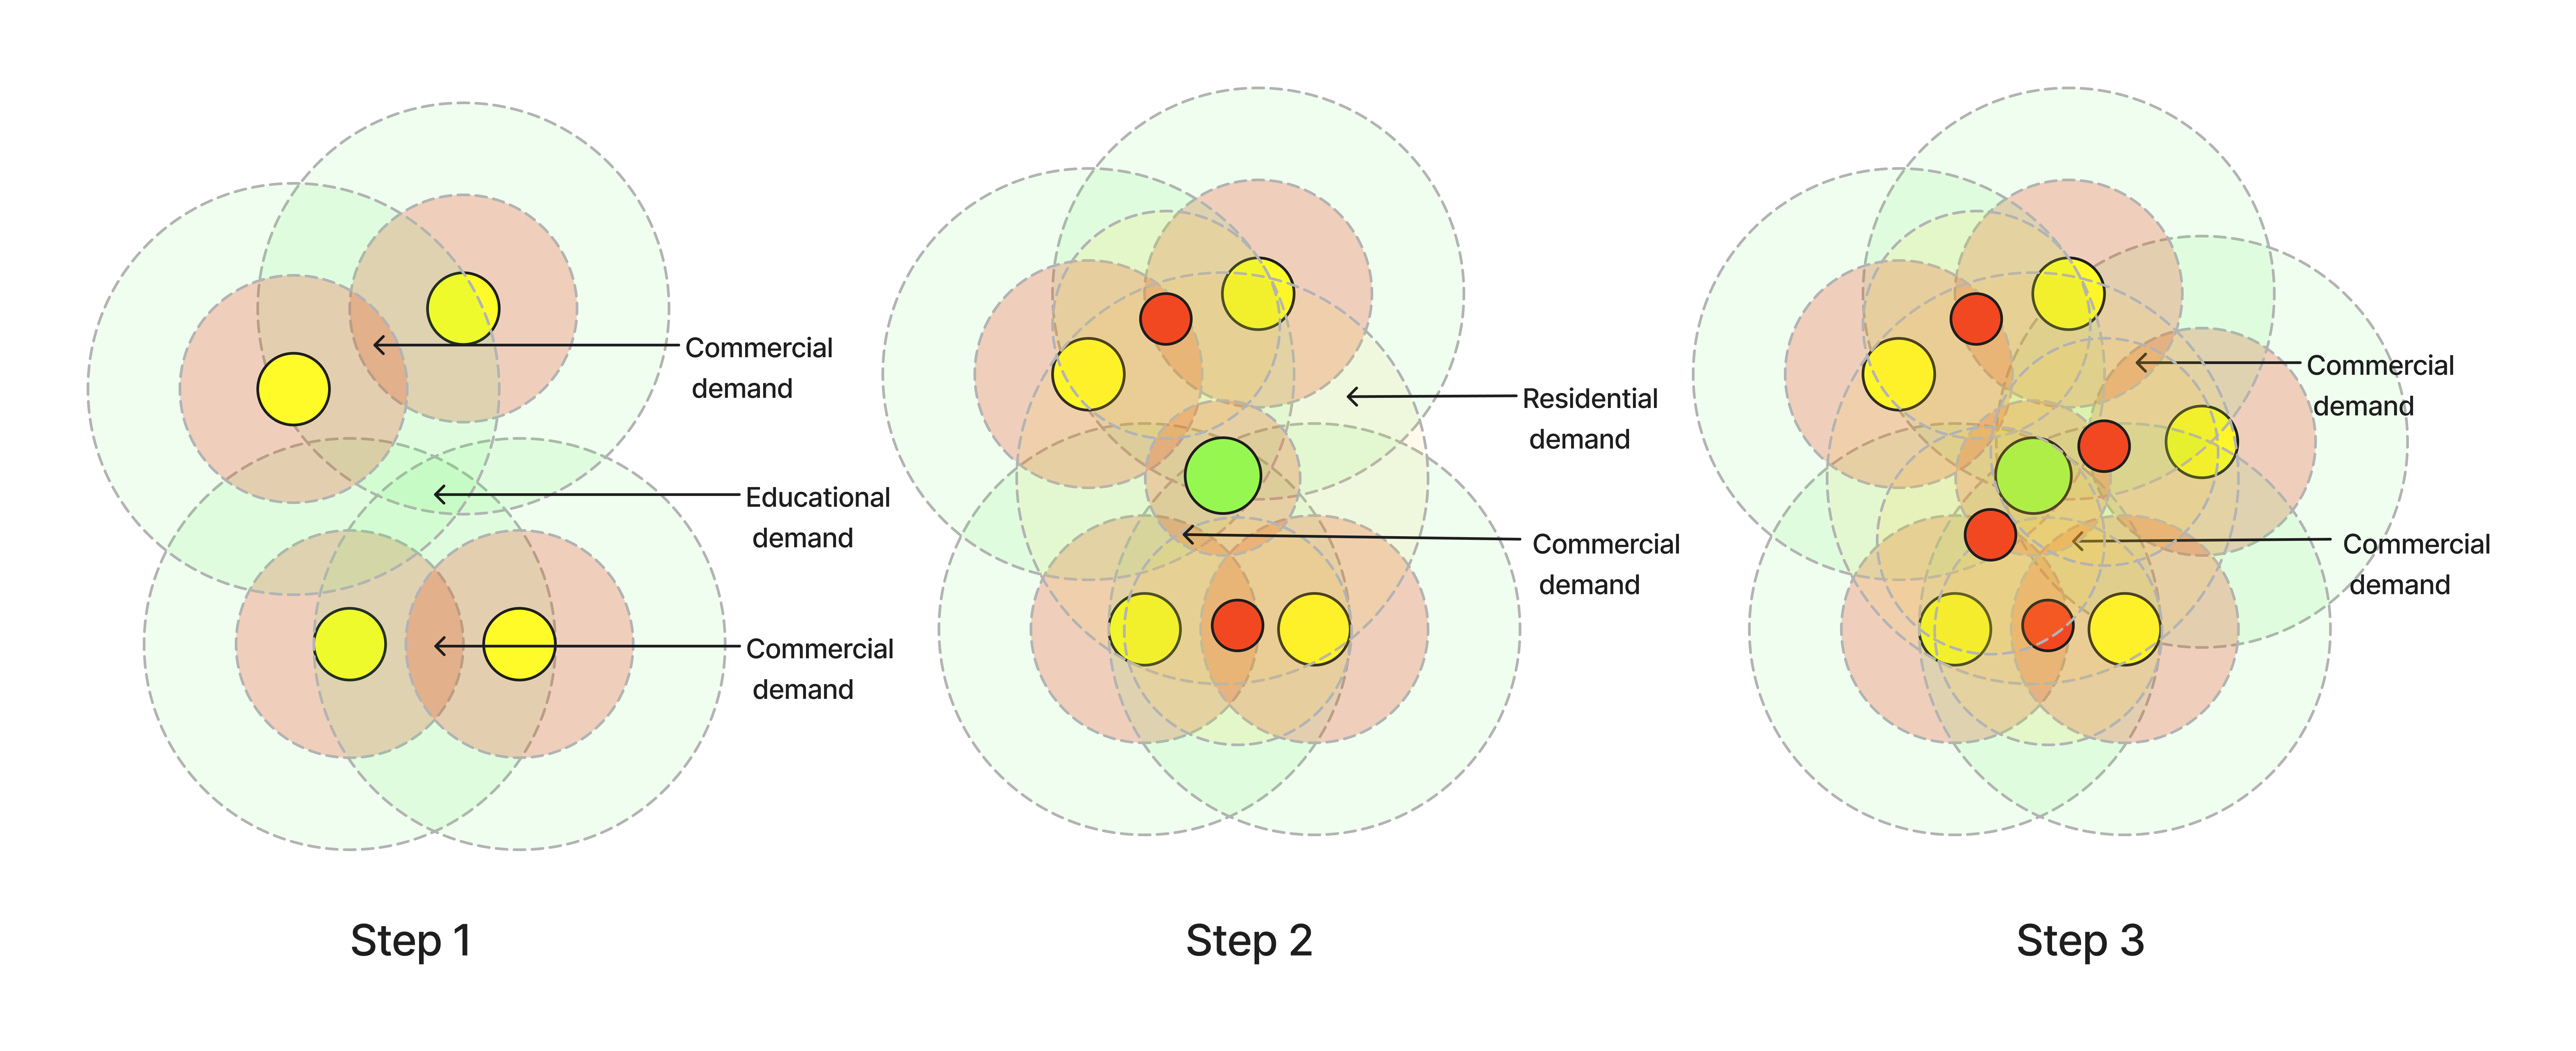 Commercial
demand
Educational
demand
Commercial
demand
Step 1
Residential
demand
Commercial
demand
Step 2
Commercial
demand
Commercial
demand
Step 3